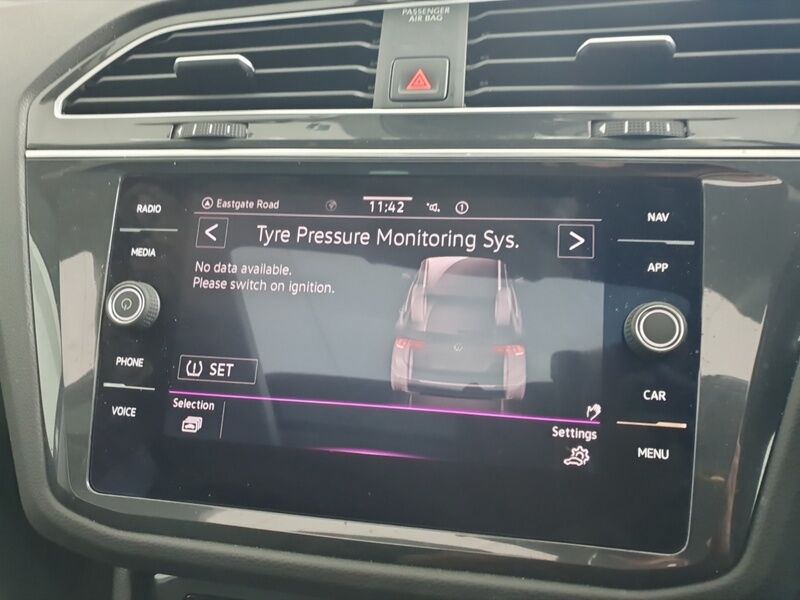 PASSENGER
AIR BAG
RADIO
MEDIA
PHONE
VOICE
Eastgate Road
11:42
Tyre Pressure Monitoring Sys.
No data available.
Please switch on ignition.
SET
Selection
Settings
NAV
APP
CAR
MENU